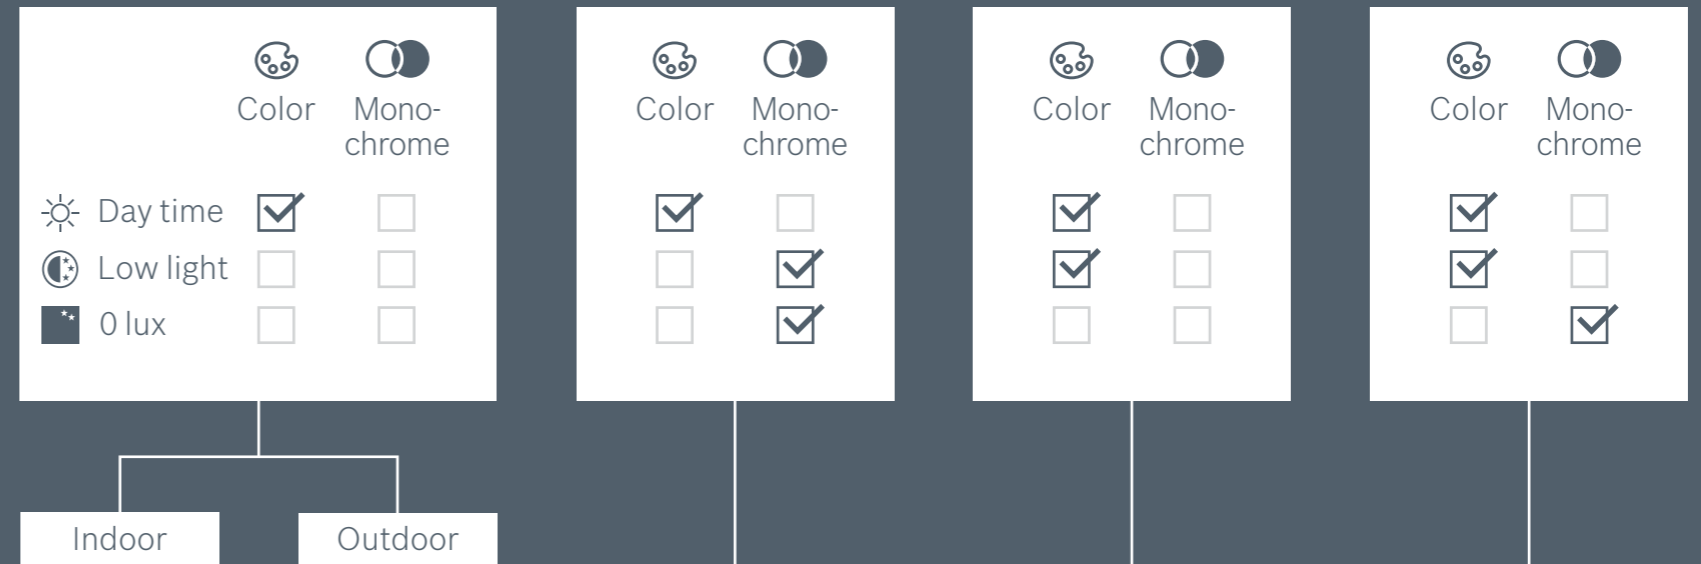 Color Mono-
chrome
Day time
Low light
0 lux
Indoor Outdoor
Color Mono-
chrome
Color Mono-
chrome
Color Mono-
chrome